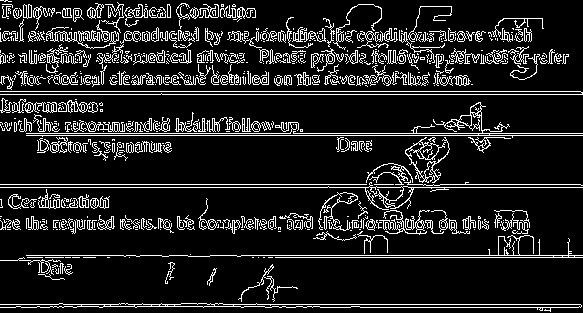 Follow-up of Medical Condition
ical examination conducted by me, identified the conditions above which
he alien may seek medical advice. Please provide follow-up services or refer
ry for medical clearance are detailed on the reverse of this form.
Information:
with the recommended health follow-up.
Doctor's signature Date
Certification
ize the required tests to be completed, and the information on this form
Date